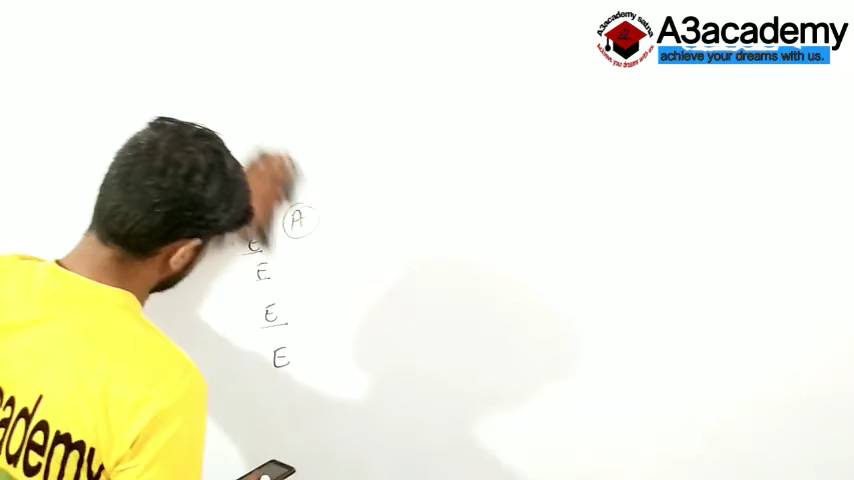 A3academy satna
A3academy
achieve your dreams with us.
achieve your dreams with us.
A
E
E
E
E
ademy